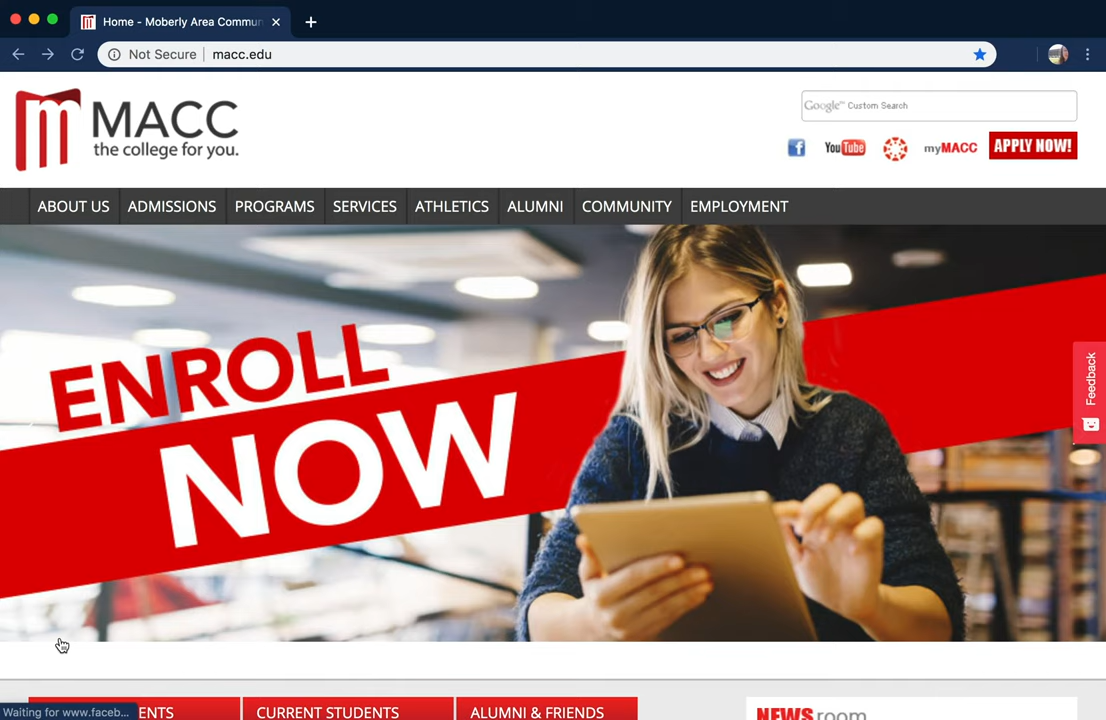 Home - Moberly Area Commun
Not Secure
macc.edu
MACC
the college for you.
Google™ Custom Search
You Tube
myMACC
APPLY NOW!
ABOUT US
ADMISSIONS
PROGRAMS
SERVICES
ATHLETICS
ALUMNI
COMMUNITY
EMPLOYMENT
ENROLL
NOW
Feedback
Waiting for www.faceb...
ENTS
CURRENT STUDENTS
ALUMNI & FRIENDS
NEWSroom